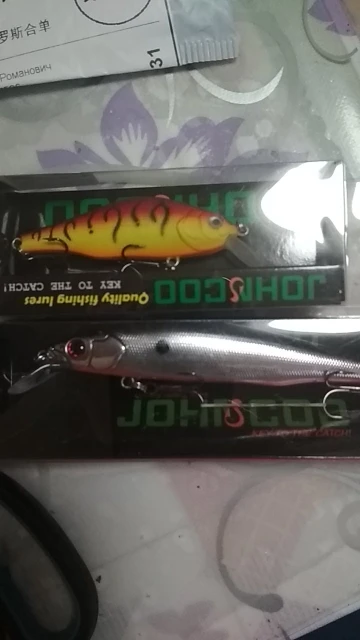 罗斯合单
Романович
31
JOHNCOO
KEY TO THE CATCH!
Quality fishing lures
JOHNCOO
JOHNCOO
KEY TO THE CATCH!